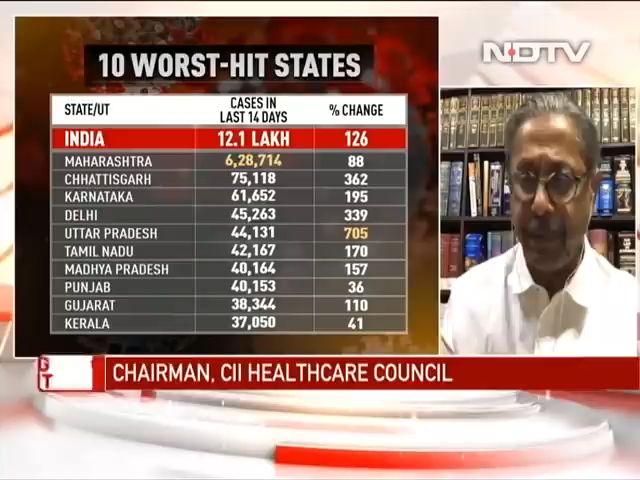 10 WORST-HIT STATES
NDTV
STATE/UT CASES IN LAST 14 DAYS % CHANGE
INDIA 12.1 LAKH 126
MAHARASHTRA 6,28,714 88
CHHATTISGARH 75,118 362
KARNATAKA 61,652 195
DELHI 45,263 339
UTTAR PRADESH 44,131 705
TAMIL NADU 42,167 170
MADHYA PRADESH 40,164 157
PUNJAB 40,153 36
GUJARAT 38,344 110
KERALA 37,050 41
G
T
CHAIRMAN, CII HEALTHCARE COUNCIL